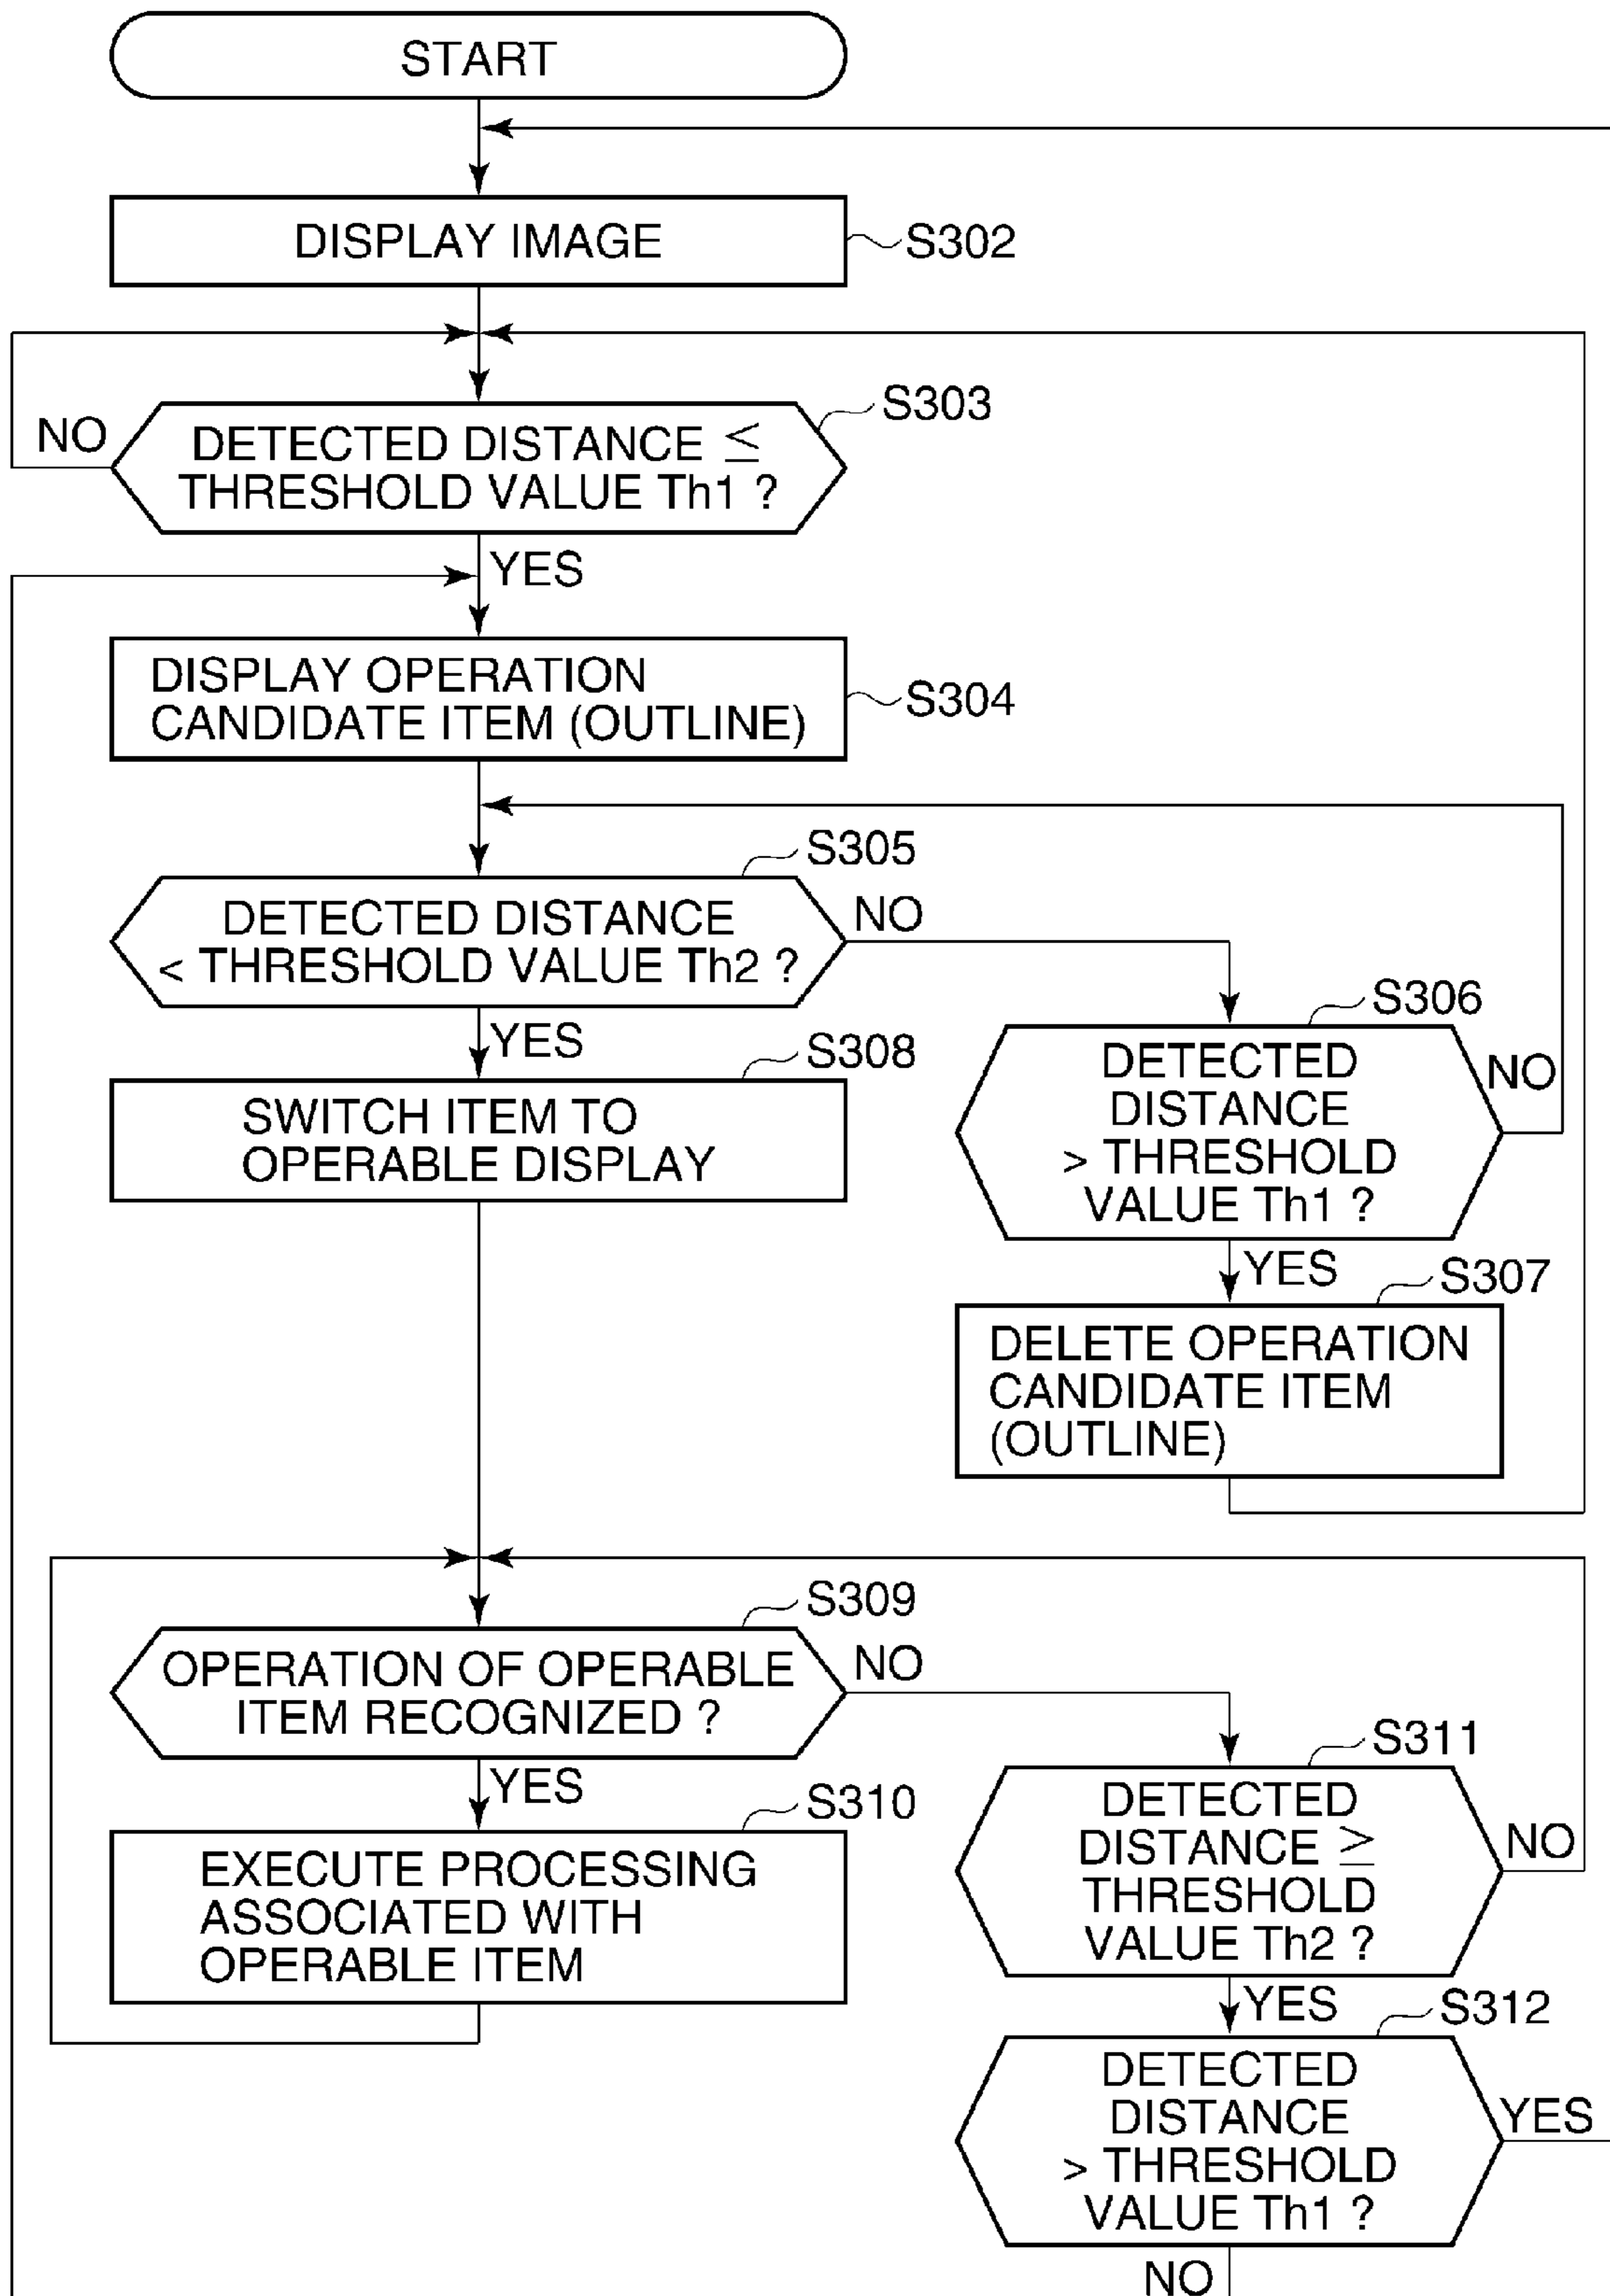 START
DISPLAY IMAGE
S302
S303
NO
DETECTED DISTANCE ≤
THRESHOLD VALUE Th1 ?
YES
DISPLAY OPERATION
CANDIDATE ITEM (OUTLINE)
S304
S305
DETECTED DISTANCE
< THRESHOLD VALUE Th2 ?
NO
YES
S306
DETECTED
DISTANCE
> THRESHOLD
VALUE Th1 ?
NO
YES
S308
SWITCH ITEM TO
OPERABLE DISPLAY
S307
DELETE OPERATION
CANDIDATE ITEM
(OUTLINE)
S309
OPERATION OF OPERABLE
ITEM RECOGNIZED ?
NO
YES
S310
EXECUTE PROCESSING
ASSOCIATED WITH
OPERABLE ITEM
S311
DETECTED
DISTANCE ≥
THRESHOLD
VALUE Th2 ?
NO
YES
S312
DETECTED
DISTANCE
> THRESHOLD
VALUE Th1 ?
YES
NO